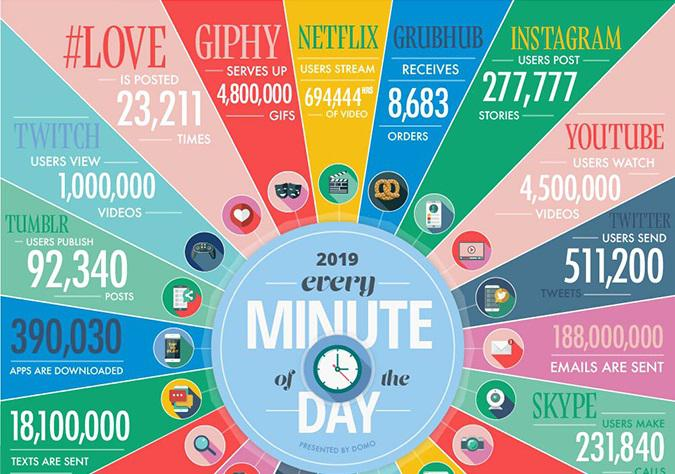 #LOVE
IS POSTED
23,211
TIMES
GIPHY
SERVES UP
4,800,000
GIFS
NETFLIX
USERS STREAM
694,444 HRS
OF VIDEO
GRUBHUB
RECEIVES
8,683
ORDERS
INSTAGRAM
USERS POST
277,777
STORIES
TWITCH
USERS VIEW
1,000,000
VIDEOS
YOUTUBE
USERS WATCH
4,500,000
VIDEOS
TUMBLR
USERS PUBLISH
92,340
POSTS
TWITTER
USERS SEND
511,200
TWEETS
390,030
APPS ARE DOWNLOADED
188,000,000
EMAILS ARE SENT
18,100,000
TEXTS ARE SENT
SKYPE
USERS MAKE
231,840
CALLS
2019
every
MINUTE
of the
DAY
PRESENTED BY DOMO